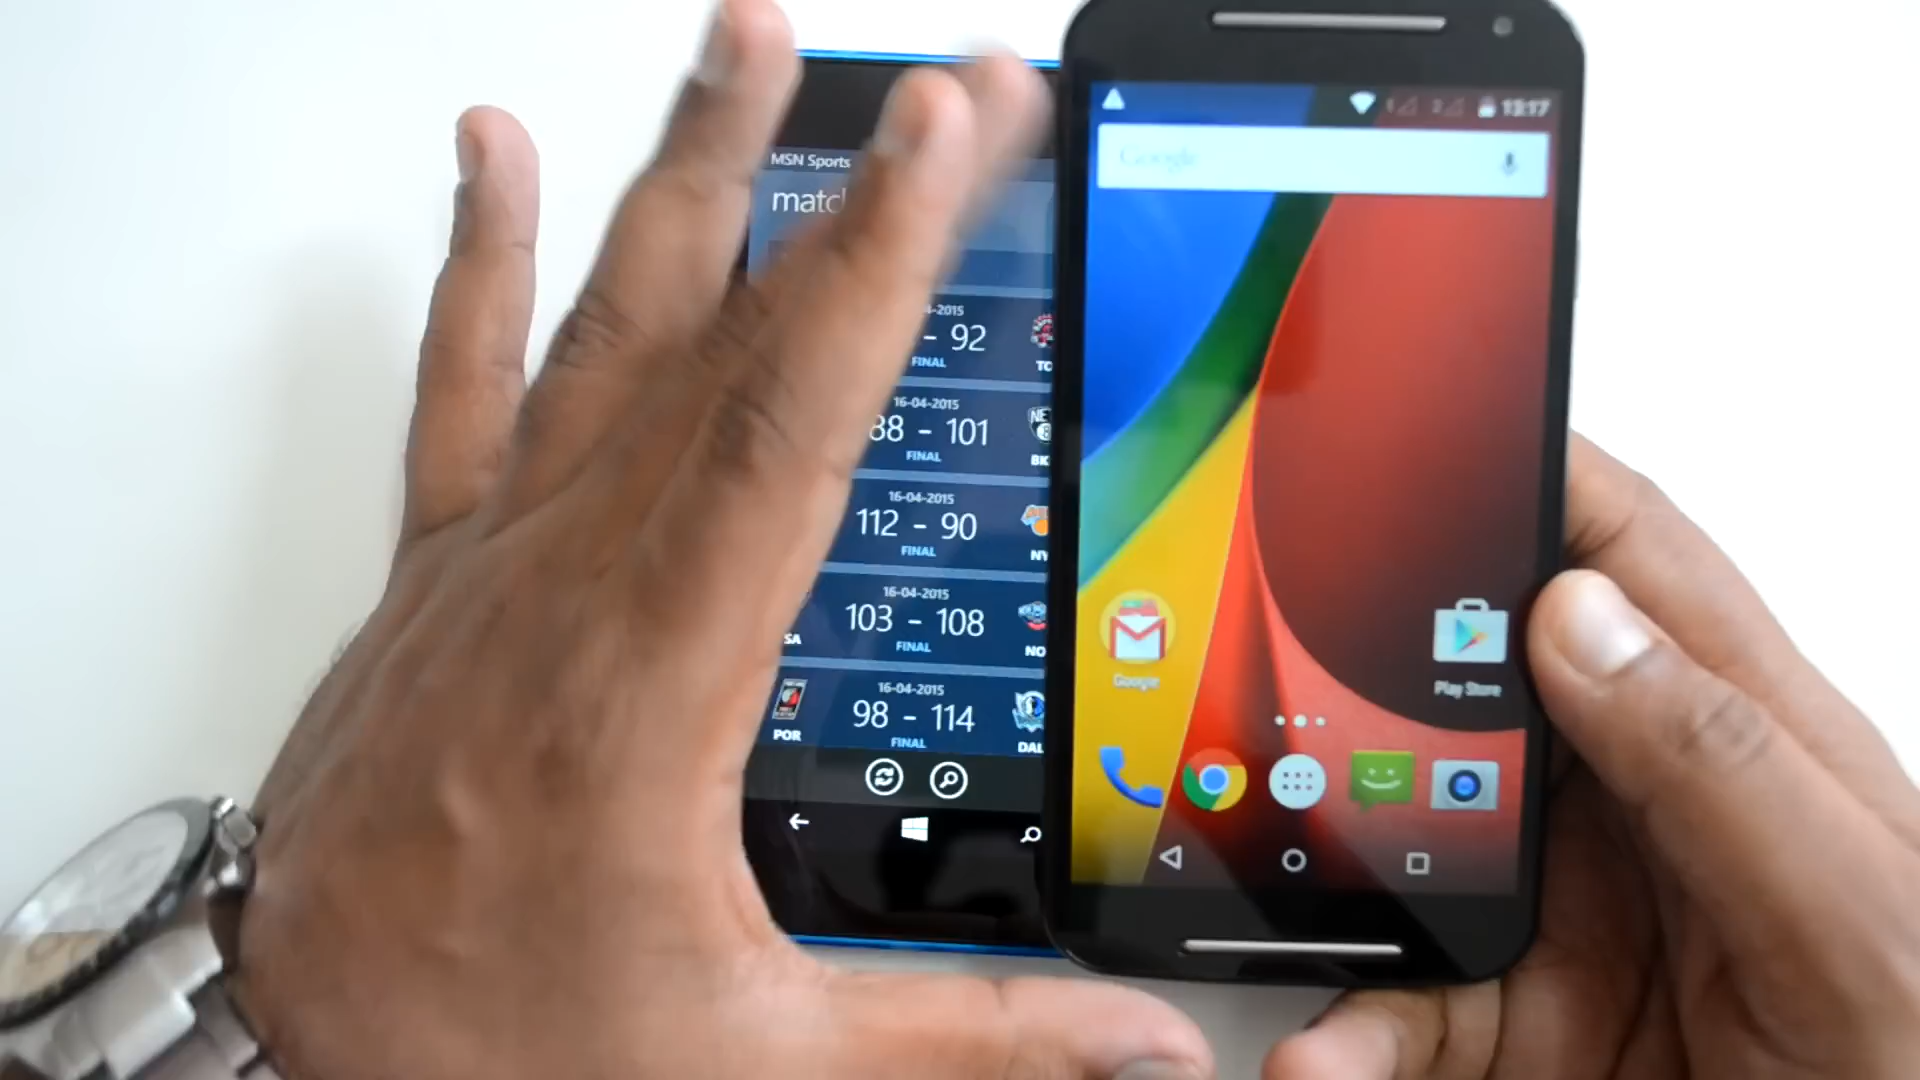 MSN Sports
matc
4-2015
- 92
FINAL
TO
16-04-2015
88 - 101
FINAL
BK
16-04-2015
112 - 90
FINAL
NY
16-04-2015
SA
103 - 108
FINAL
NO
16-04-2015
POR
98 - 114
FINAL
DAL
13:17
Google
Google
Play Store